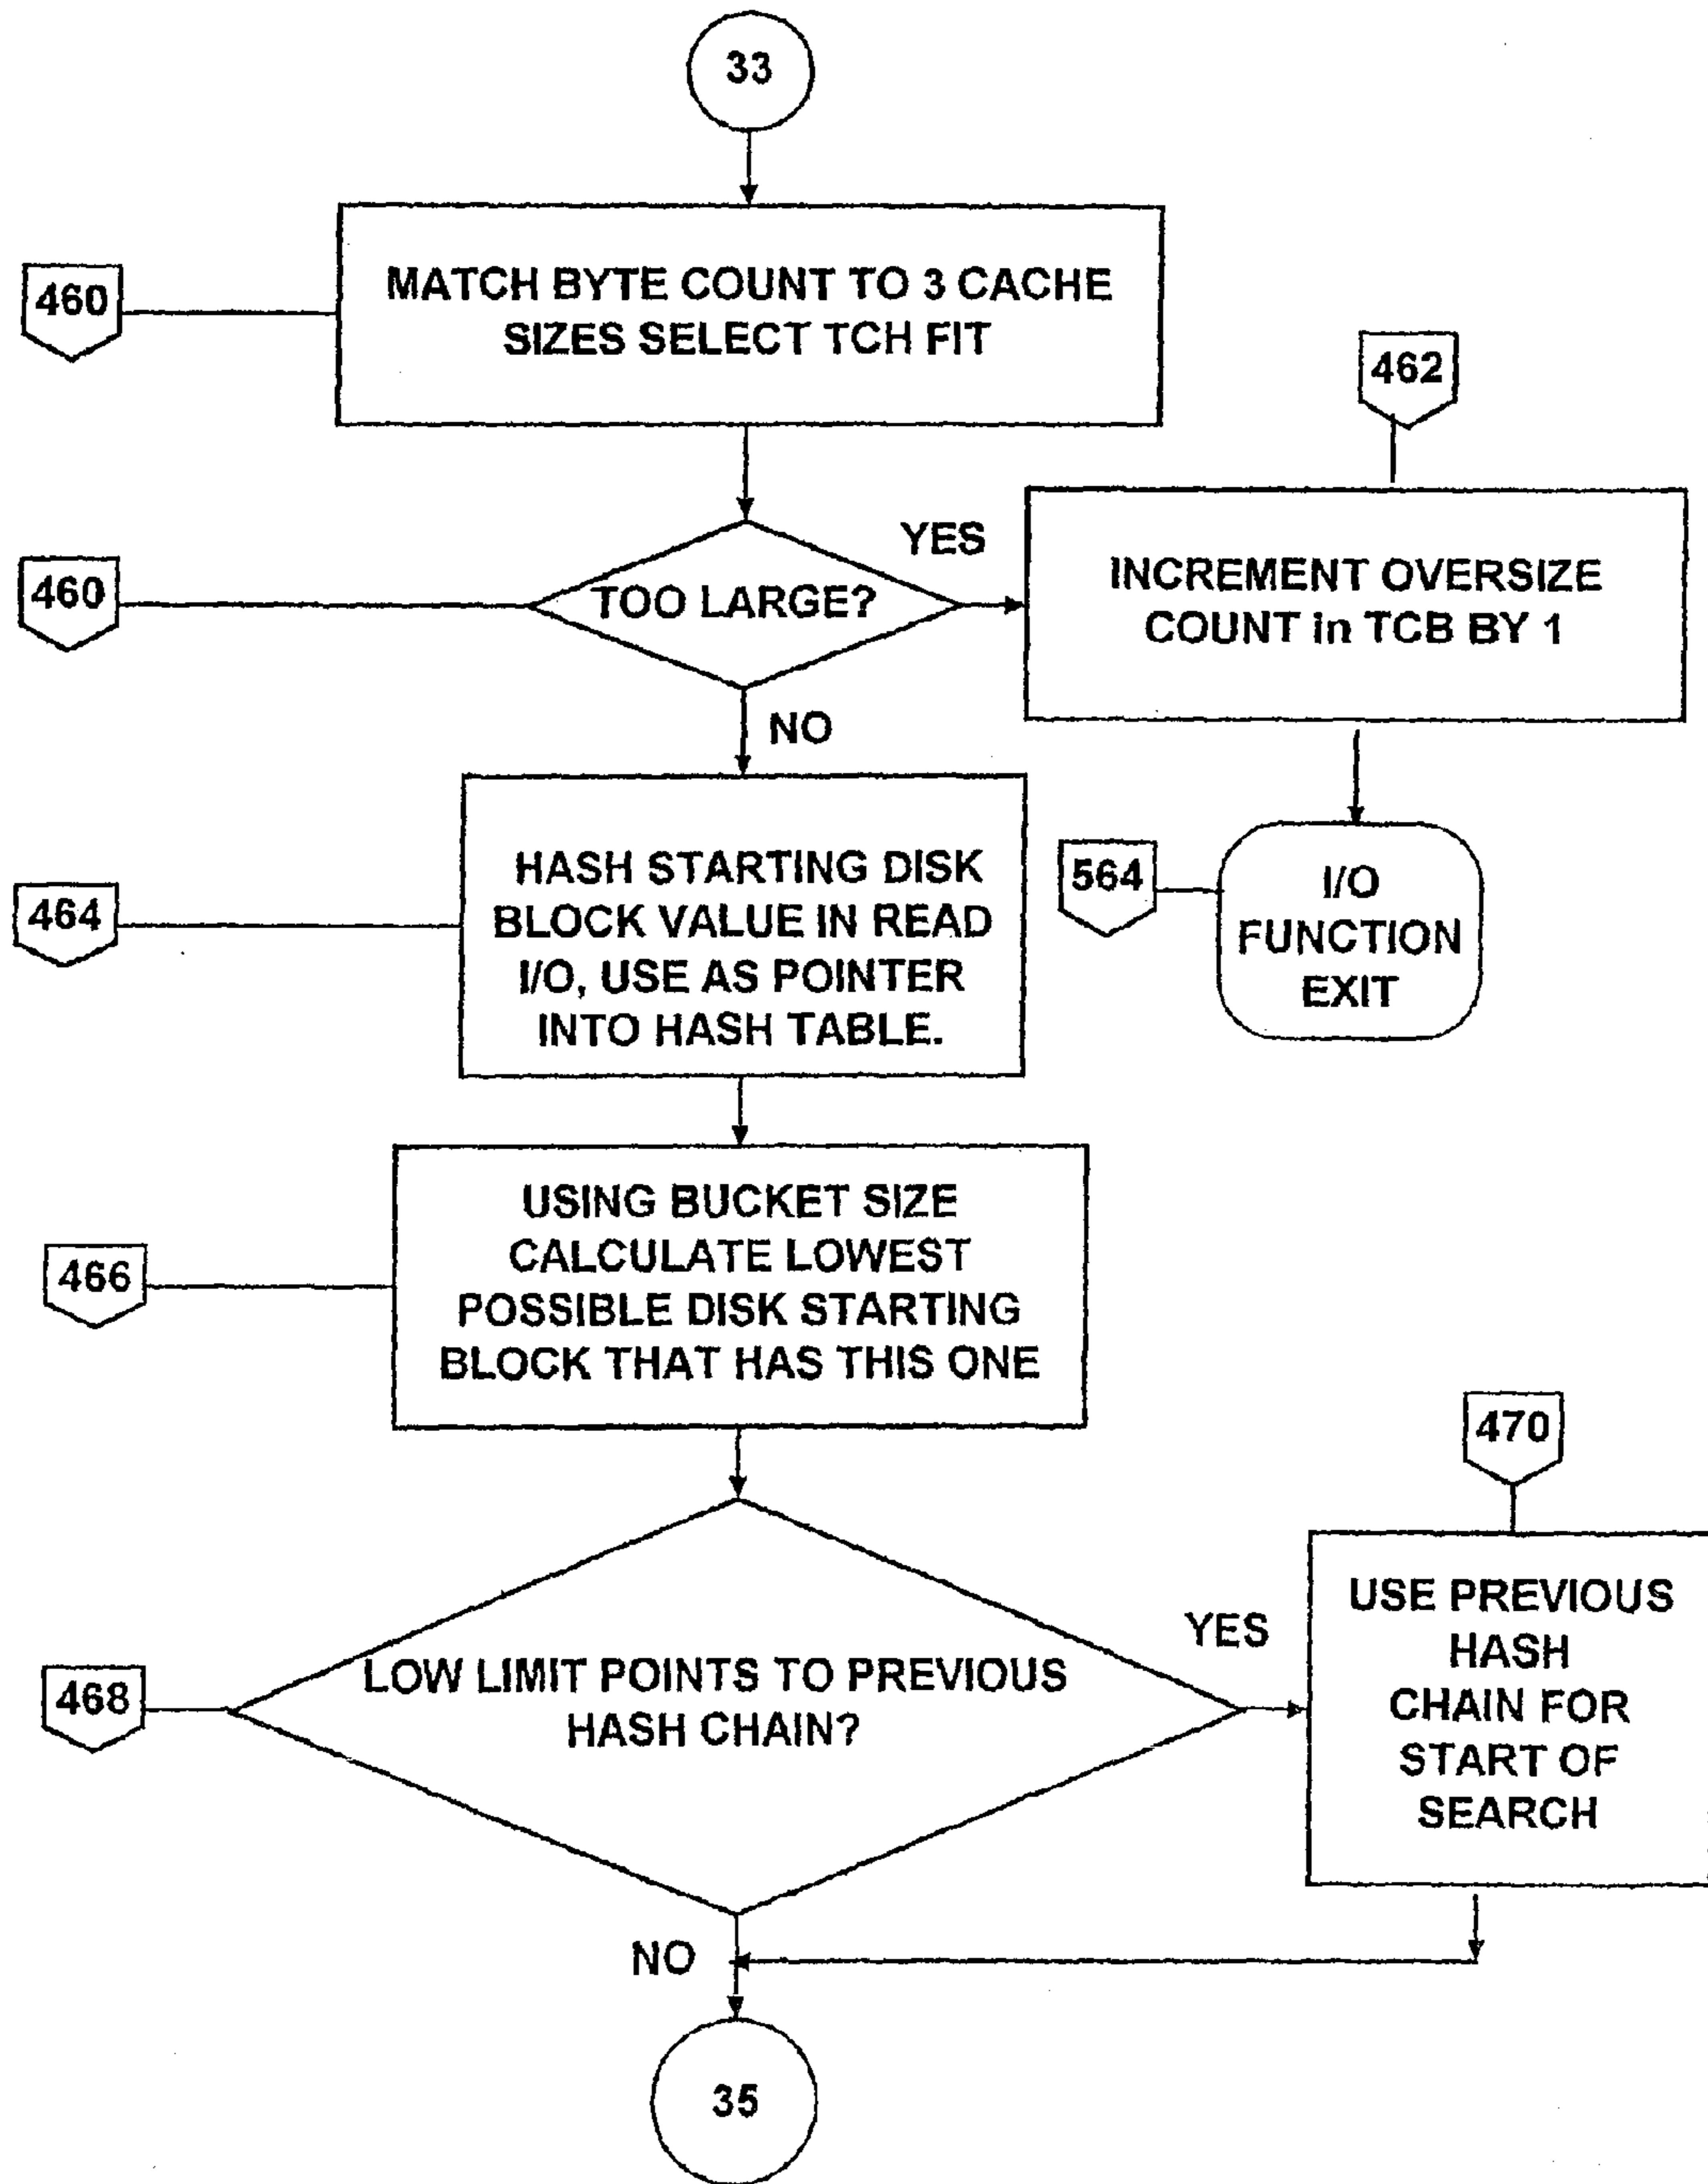 33
460
MATCH BYTE COUNT TO 3 CACHE
SIZES SELECT TCH FIT
462
460
TOO LARGE?
YES
INCREMENT OVERSIZE
COUNT in TCB BY 1
NO
464
HASH STARTING DISK
BLOCK VALUE IN READ
I/O, USE AS POINTER
INTO HASH TABLE.
564
I/O
FUNCTION
EXIT
466
USING BUCKET SIZE
CALCULATE LOWEST
POSSIBLE DISK STARTING
BLOCK THAT HAS THIS ONE
470
468
LOW LIMIT POINTS TO PREVIOUS
HASH CHAIN?
YES
USE PREVIOUS
HASH
CHAIN FOR
START OF
SEARCH
NO
35